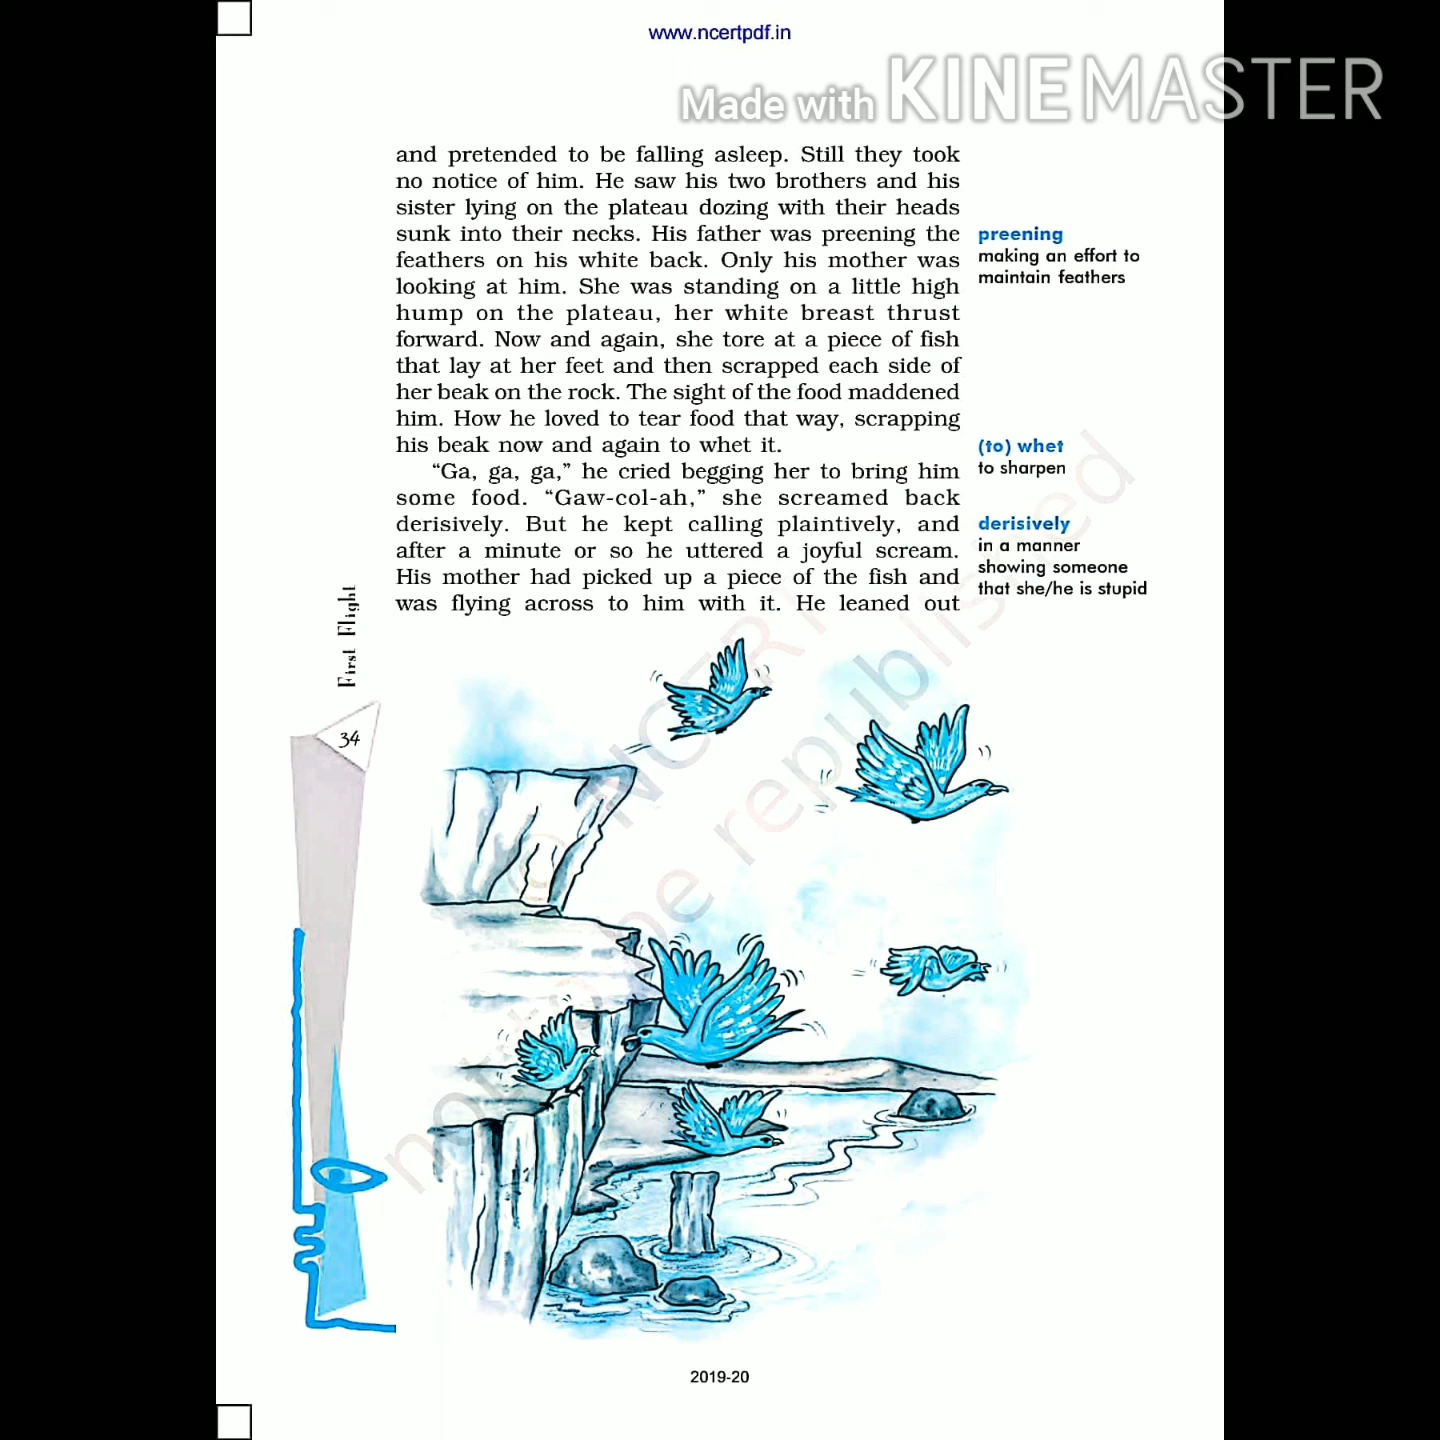 www.ncertpdf.in
Made with KINEMASTER
and pretended to be falling asleep. Still they took
no notice of him. He saw his two brothers and his
sister lying on the plateau dozing with their heads
sunk into their necks. His father was preening the
feathers on his white back. Only his mother was
looking at him. She was standing on a little high
hump on the plateau, her white breast thrust
forward. Now and again, she tore at a piece of fish
that lay at her feet and then scrapped each side of
her beak on the rock. The sight of the food maddened
him. How he loved to tear food that way, scrapping
his beak now and again to whet it.
“Ga, ga, ga,” he cried begging her to bring him
some food. “Gaw-col-ah,” she screamed back
derisively. But he kept calling plaintively, and
after a minute or so he uttered a joyful scream.
His mother had picked up a piece of the fish and
was flying across to him with it. He leaned out
preening
making an effort to
maintain feathers
(to) whet
to sharpen
derisively
in a manner
showing someone
that she/he is stupid
First Flight
34
© NCERT
not to be republished
2019-20